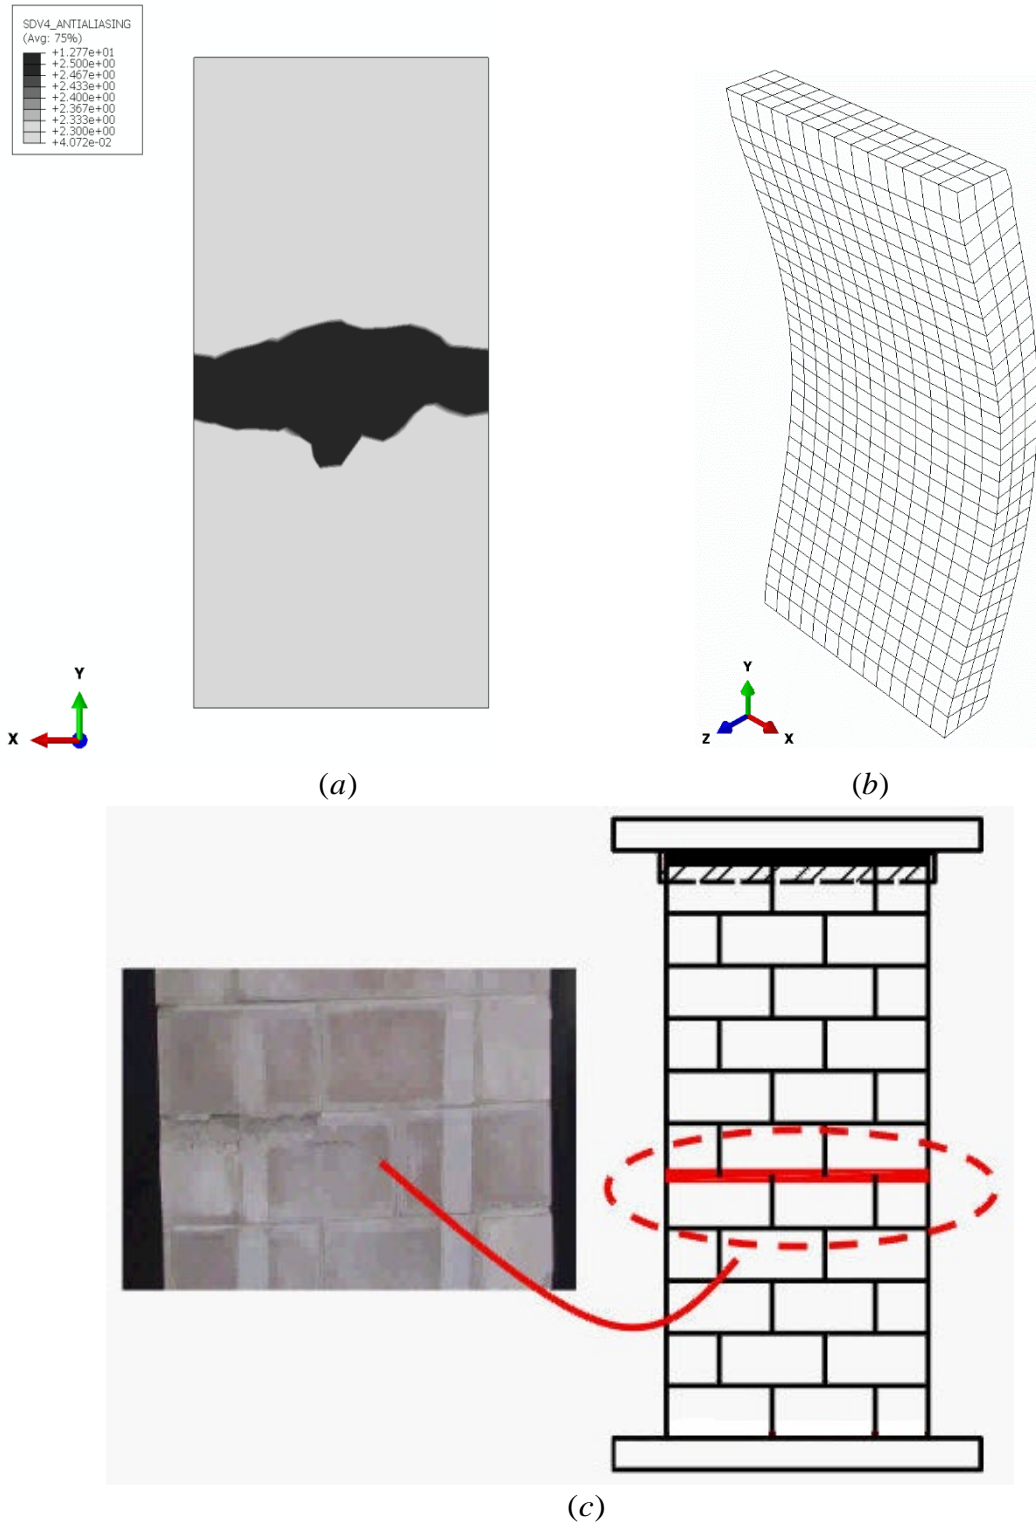 SDV4_ANTIALIASING
(Avg: 75%)
+1.277e+01
+2.500e+00
+2.467e+00
+2.433e+00
+2.400e+00
+2.367e+00
+2.333e+00
+2.300e+00
+4.072e-02
Y
X
Y
Z
X
(a)
(b)
(c)